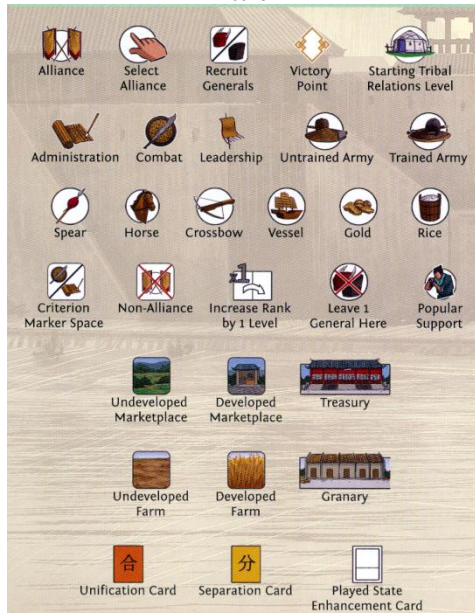 Alliance
Select
Alliance
Recruit
Generals
Victory
Point
Starting Tribal
Relations Level
Administration
Combat
Leadership
Untrained Army
Trained Army
Spear
Horse
Crossbow
Vessel
Gold
Rice
Criterion
Marker Space
Non-Alliance
x1
Increase Rank
by 1 Level
Leave 1
General Here
Popular
Support
Undeveloped
Marketplace
Developed
Marketplace
Treasury
Undeveloped
Farm
Developed
Farm
Granary
合
Unification Card
分
Separation Card
Played State
Enhancement Card